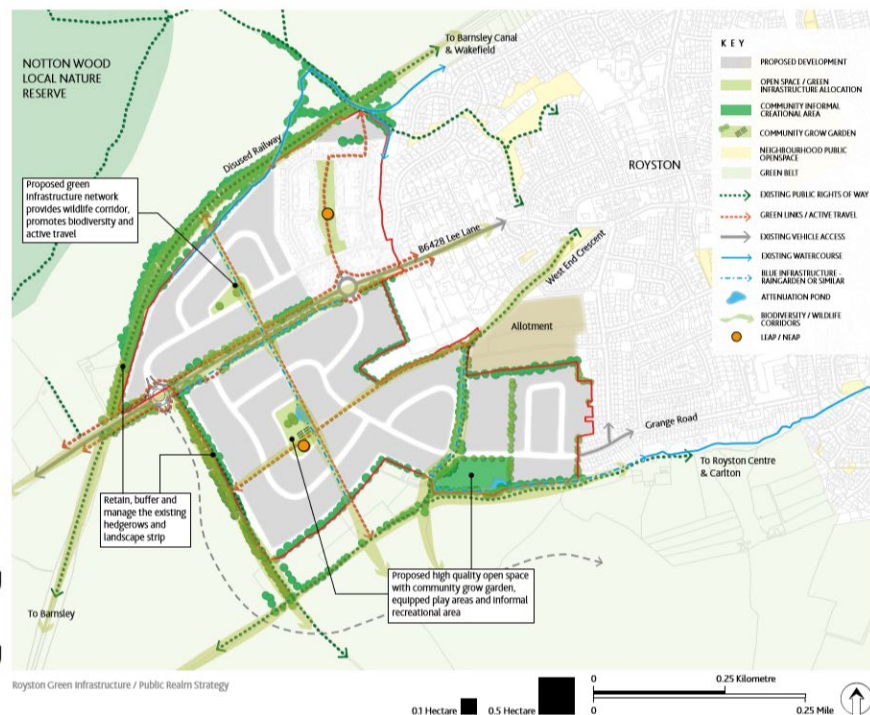 To Barnsley Canal
& Wakefield
NOTTON WOOD
LOCAL NATURE
RESERVE
Disused Railway
ROYSTON
Proposed green
infrastructure network
provides wildlife corridor,
promotes biodiversity and
active travel
B6428 Lee Lane
West End Crescent
Allotment
Grange Road
To Royston Centre
& Carlton
Retain, buffer and
manage the existing
hedgerows and
landscape strip
Proposed high quality open space
with community grow garden,
equipped play areas and informal
recreational area
To Barnsley
KEY
PROPOSED DEVELOPMENT
OPEN SPACE / GREEN
INFRASTRUCTURE ALLOCATION
COMMUNITY INFORMAL
CREATIONAL AREA
COMMUNITY GROW GARDEN
NEIGHBOURHOOD PUBLIC
OPENSPACE
GREEN BELT
EXISTING PUBLIC RIGHTS OF WAY
GREEN LINKS / ACTIVE TRAVEL
EXISTING VEHICLE ACCESS
EXISTING WATERCOURSE
BLUE INFRASTRUCTURE -
RAINGARDEN OR SIMILAR
ATTENUATION POND
BIODIVERSITY / WILDLIFE
CORRIDORS
LEAP / NEAP
Royston Green Infrastructure / Public Realm Strategy
0.1 Hectare
0.5 Hectare
0 0.25 Kilometre
0 0.25 Mile